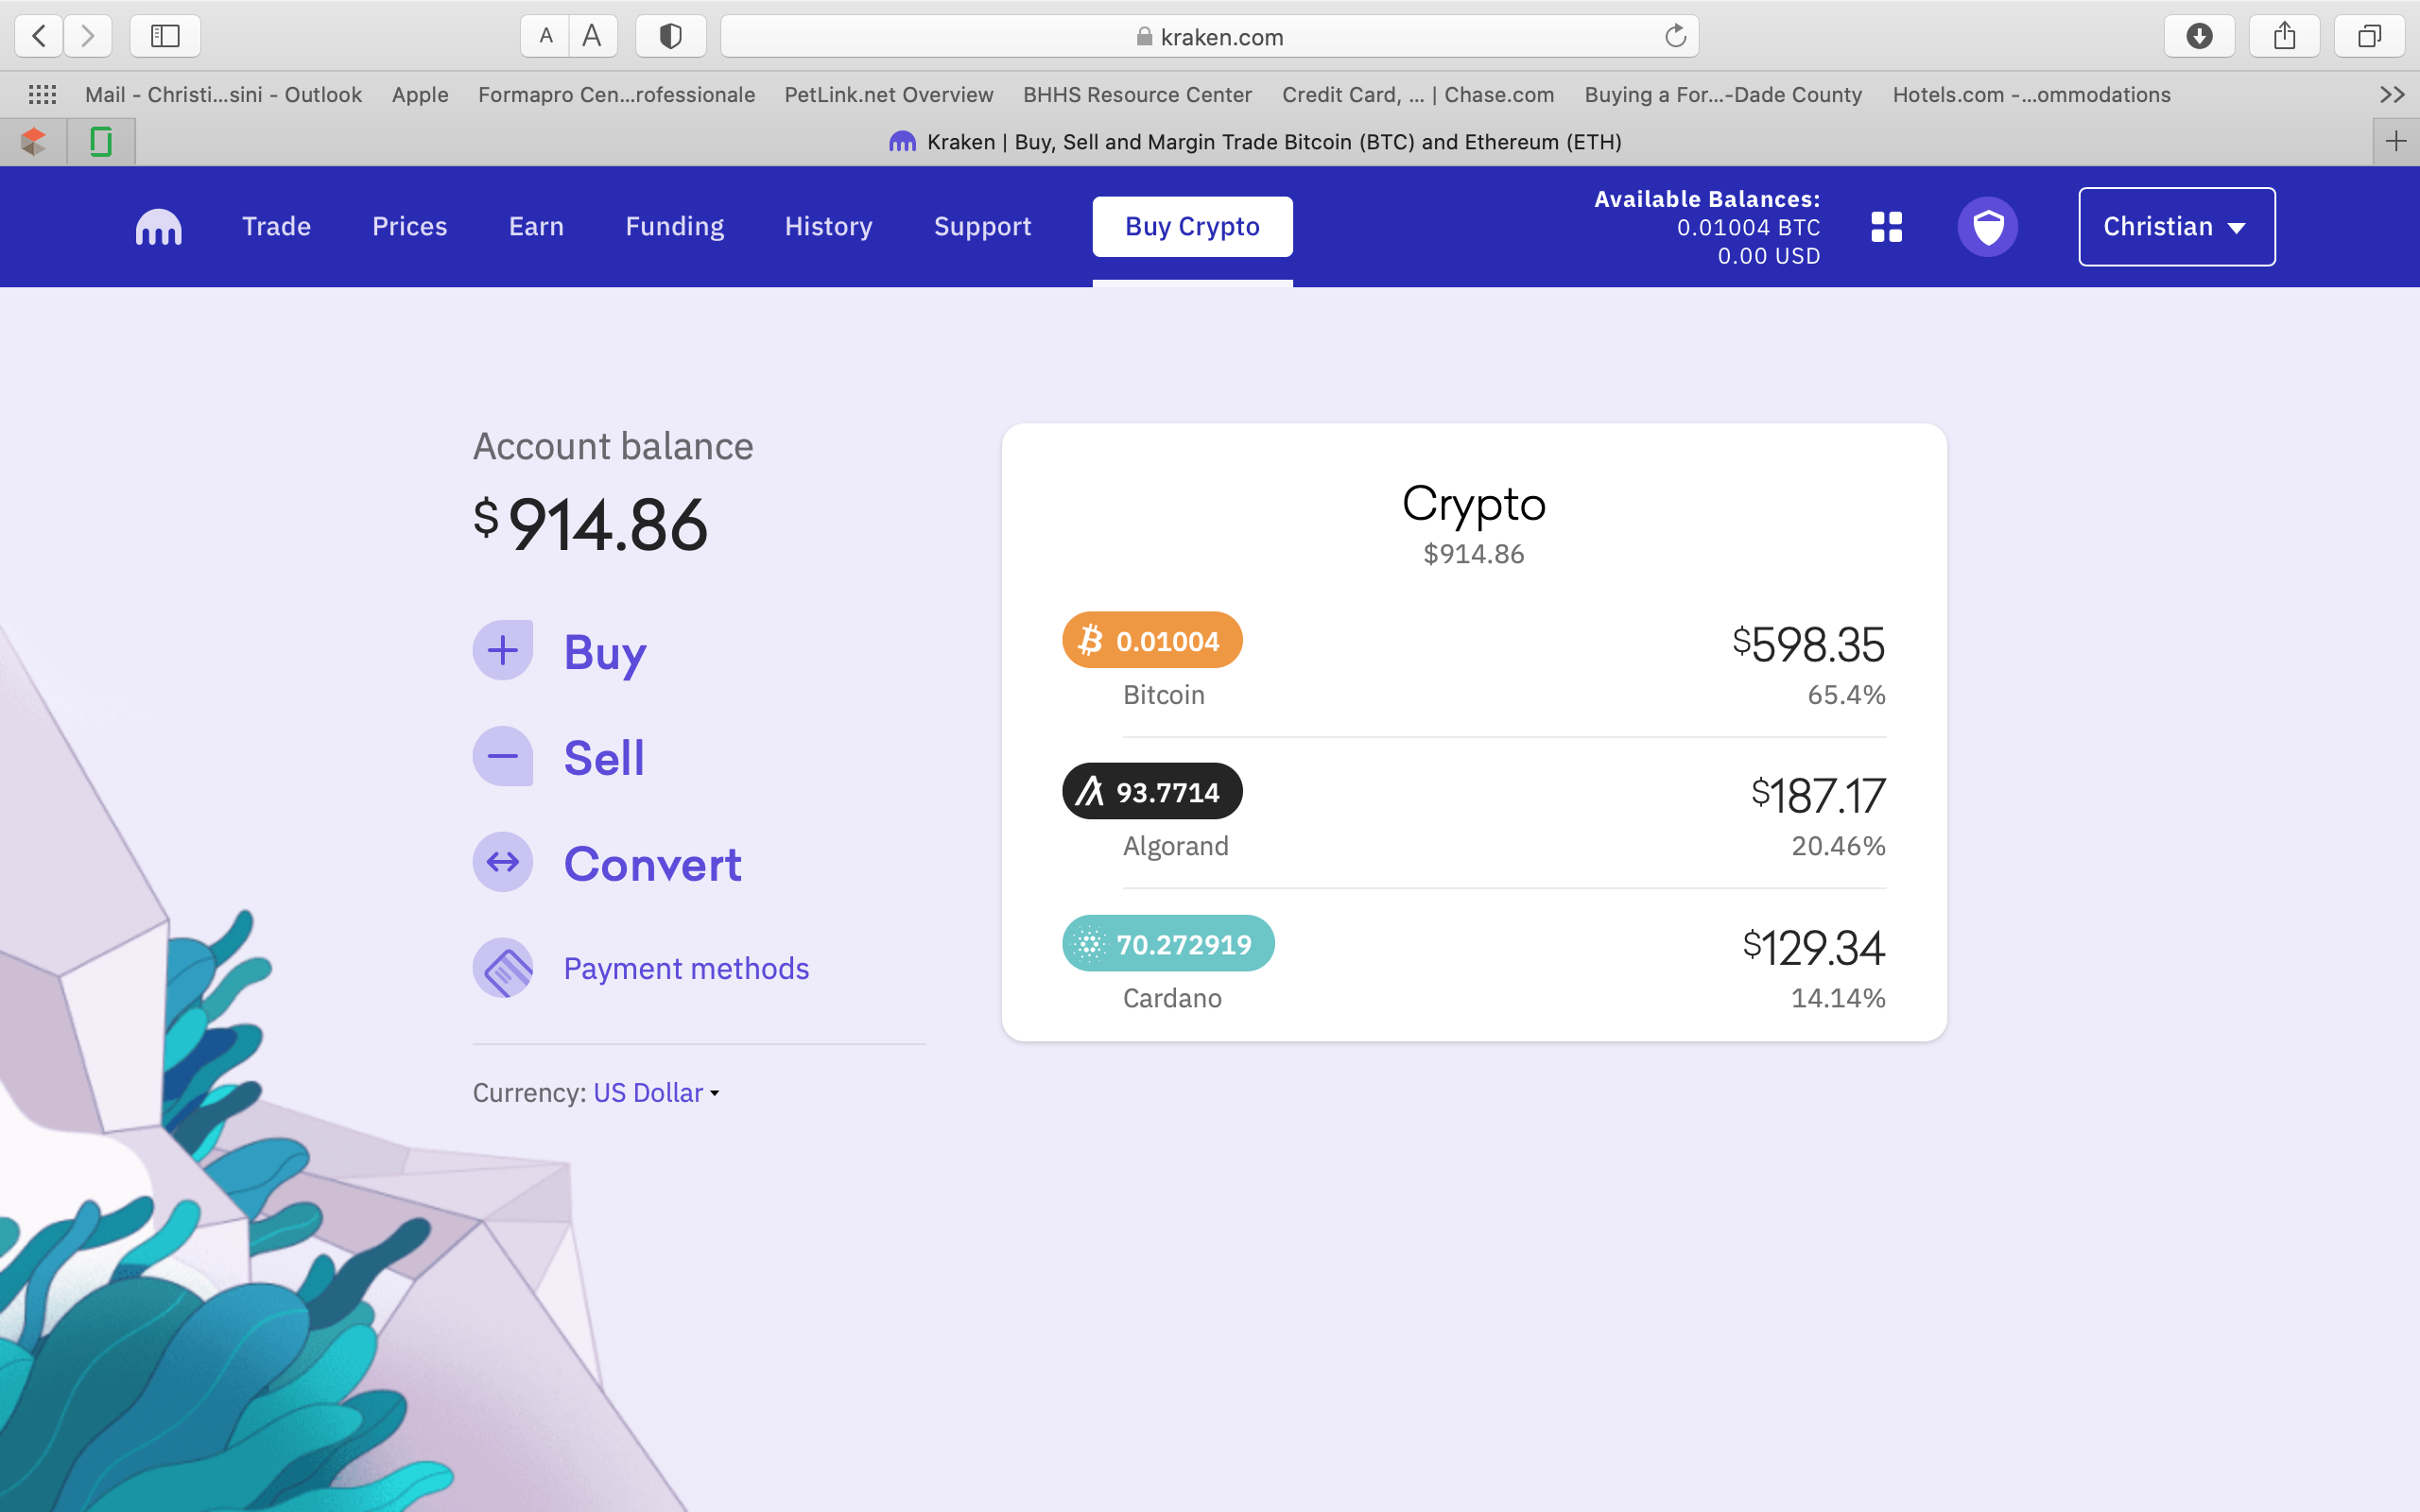 A A
kraken.com
Mail - Christi...sini - Outlook Apple Formapro Cen...rofessionale PetLink.net Overview BHHS Resource Center Credit Card, ... | Chase.com Buying a For...-Dade County Hotels.com -...ommodations
Kraken | Buy, Sell and Margin Trade Bitcoin (BTC) and Ethereum (ETH)
Trade Prices Earn Funding History Support Buy Crypto
Available Balances:
0.01004 BTC
0.00 USD
Christian
Account balance
$914.86
Buy
Sell
Convert
Payment methods
Currency: US Dollar
Crypto
$914.86
0.01004 $598.35
Bitcoin 65.4%
93.7714 $187.17
Algorand 20.46%
70.272919 $129.34
Cardano 14.14%